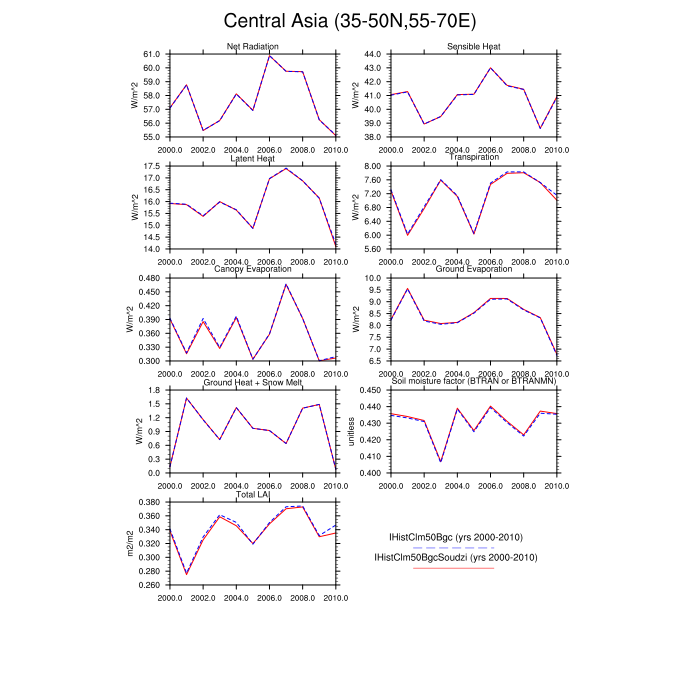 Central Asia (35-50N,55-70E)
Net Radiation
W/m^2
61.0
60.0
59.0
58.0
57.0
56.0
55.0
2000.0 2002.0 2004.0 2006.0 2008.0 2010.0
Sensible Heat
W/m^2
44.0
43.0
42.0
41.0
40.0
39.0
38.0
2000.0 2002.0 2004.0 2006.0 2008.0 2010.0
Latent Heat
W/m^2
17.5
17.0
16.5
16.0
15.5
15.0
14.5
14.0
2000.0 2002.0 2004.0 2006.0 2008.0 2010.0
Transpiration
W/m^2
8.00
7.60
7.20
6.80
6.40
6.00
5.60
2000.0 2002.0 2004.0 2006.0 2008.0 2010.0
Canopy Evaporation
W/m^2
0.480
0.450
0.420
0.390
0.360
0.330
0.300
2000.0 2002.0 2004.0 2006.0 2008.0 2010.0
Ground Evaporation
W/m^2
10.0
9.5
9.0
8.5
8.0
7.5
7.0
6.5
2000.0 2002.0 2004.0 2006.0 2008.0 2010.0
Ground Heat + Snow Melt
W/m^2
1.8
1.5
1.2
0.9
0.6
0.3
0.0
2000.0 2002.0 2004.0 2006.0 2008.0 2010.0
Soil moisture factor (BTRAN or BTRANMN)
unitless
0.450
0.440
0.430
0.420
0.410
0.400
2000.0 2002.0 2004.0 2006.0 2008.0 2010.0
Total LAI
m2/m2
0.380
0.360
0.340
0.320
0.300
0.280
0.260
2000.0 2002.0 2004.0 2006.0 2008.0 2010.0
IHistClm50Bgc (yrs 2000-2010)
IHistClm50BgcSoudzi (yrs 2000-2010)